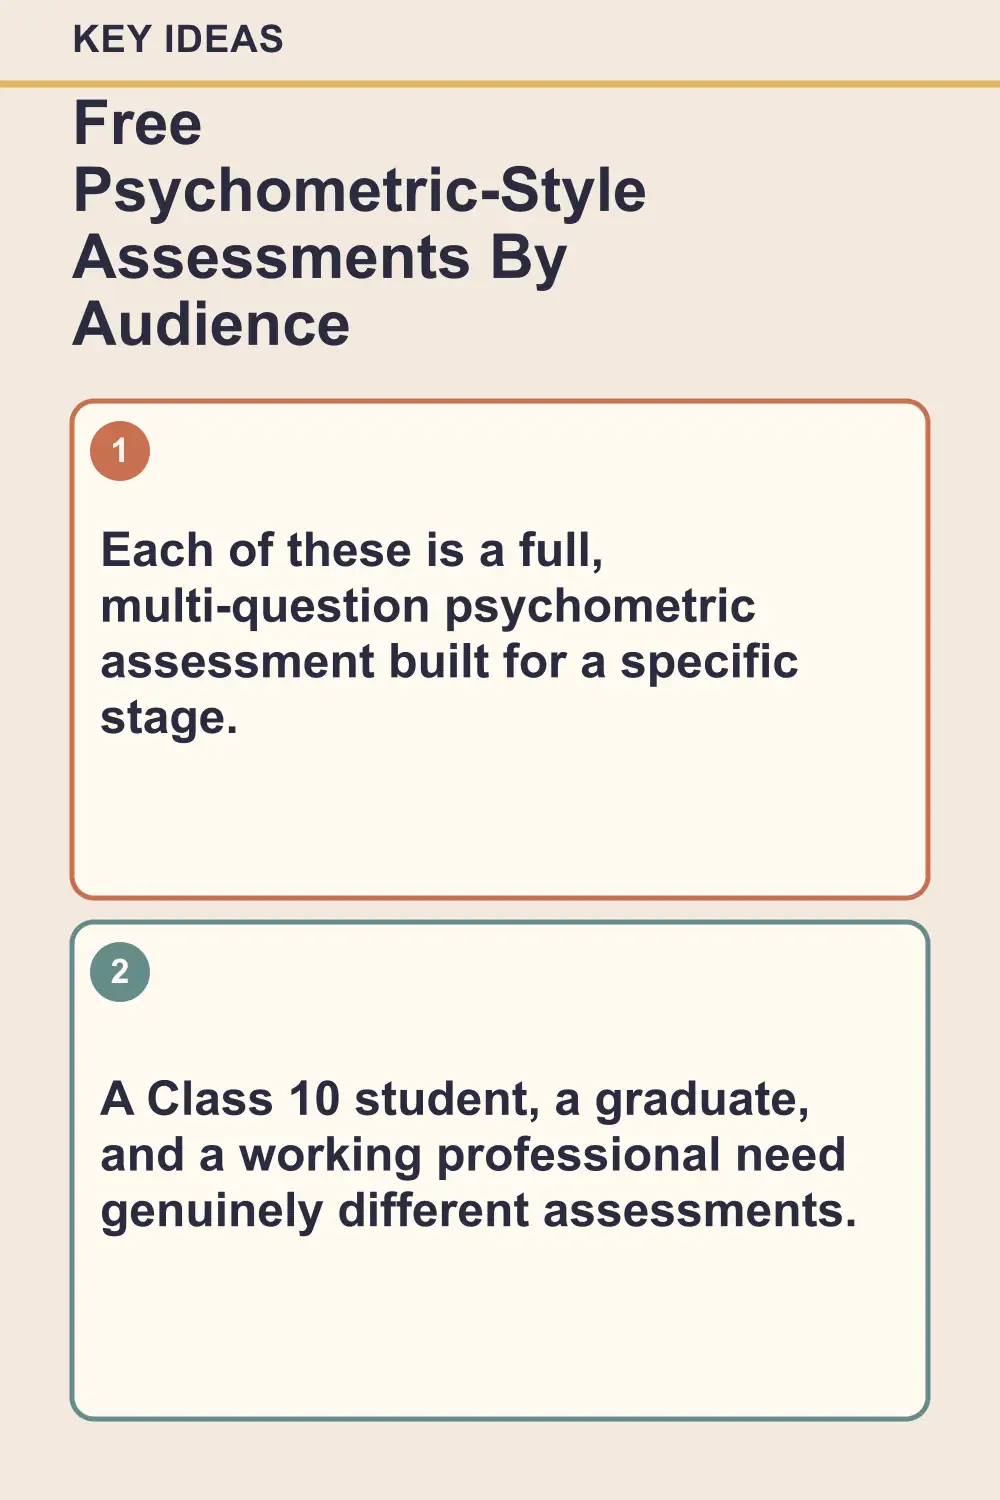 KEY IDEAS
Free
Psychometric-Style
Assessments By
Audience
1
Each of these is a full,
multi-question psychometric
assessment built for a specific
stage.
2
A Class 10 student, a graduate,
and a working professional need
genuinely different assessments.